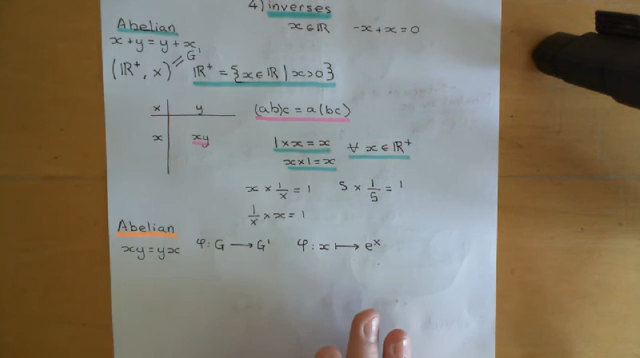 4) Inverses
Abelian
x ∈ ℝ   -x + x = 0
x + y = y + x
(ℝ⁺, x) = G'   ℝ⁺ = {x ∈ ℝ | x > 0}
x   y   (ab)c = a(bc)
x   xy   1 × x = x   ∀ x ∈ ℝ⁺
x × 1 = x
x × 1/x = 1   5 × 1/5 = 1
1/x × x = 1
Abelian
xy = yx   φ: G ⟶ G'   φ: x ⟼ eˣ